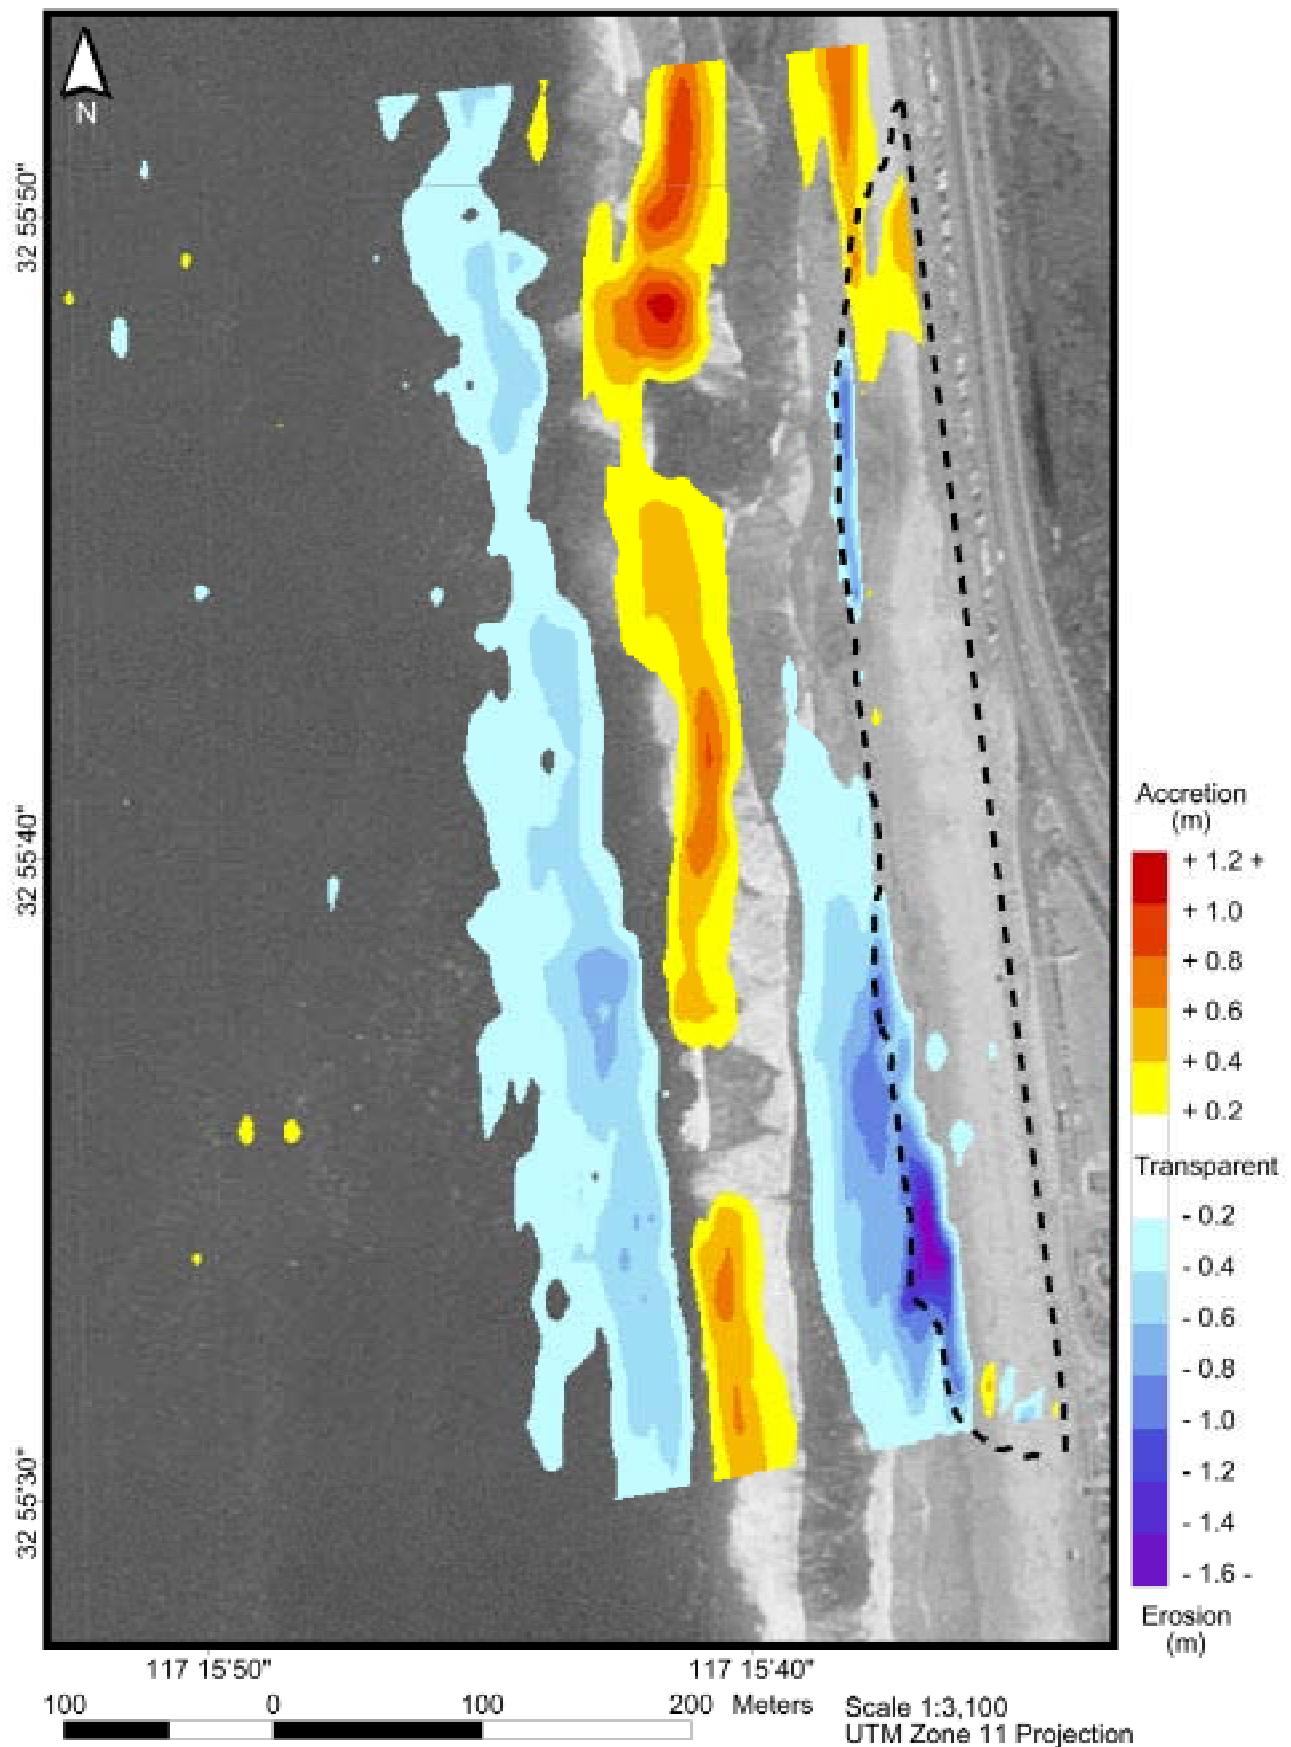 N
32 55'50"
32 55'40"
32 55'30"
Accretion
(m)
+ 1.2 +
+ 1.0
+ 0.8
+ 0.6
+ 0.4
+ 0.2
Transparent
- 0.2
- 0.4
- 0.6
- 0.8
- 1.0
- 1.2
- 1.4
- 1.6 -
Erosion
(m)
117 15'50"
117 15'40"
100
0
100
200
Meters
Scale 1:3,100
UTM Zone 11 Projection